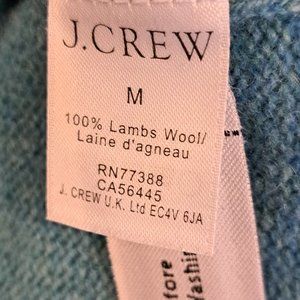 J.CREW
M
100% Lambs Wool/
Laine d'agneau
RN77388
CA56445
J. CREW U.K. Ltd EC4V 6JA